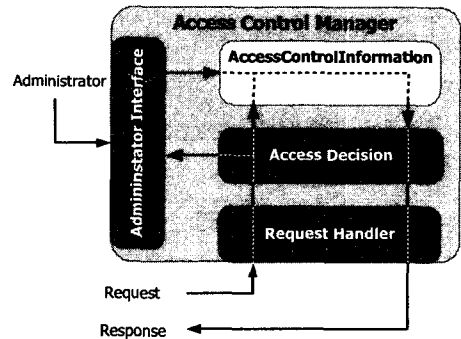 Access Control Manager
AccessControlInformation
Administrator
Admininstator Interface
Access Decision
Request Handler
Request
Response